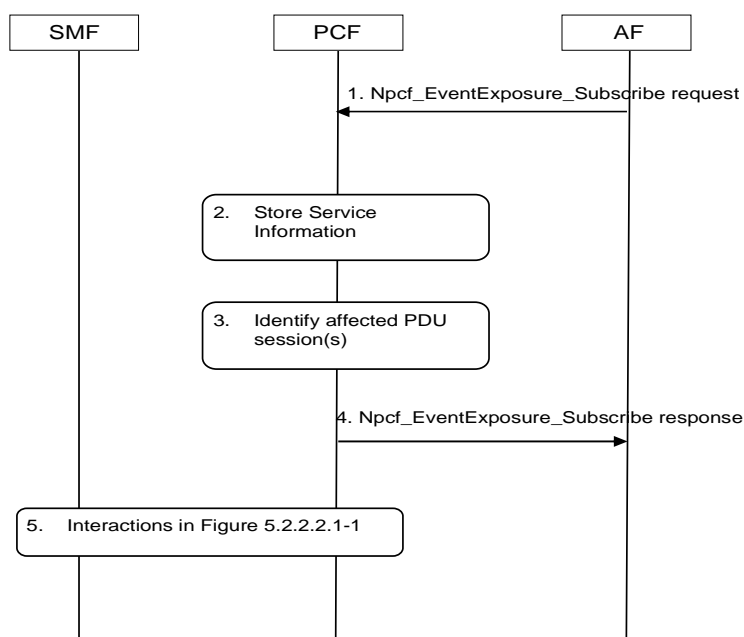 SMF
PCF
AF
1. Npcf_EventExposure_Subscribe request
2. Store Service
Information
3. Identify affected PDU
session(s)
4. Npcf_EventExposure_Subscribe response
5. Interactions in Figure 5.2.2.2.1-1